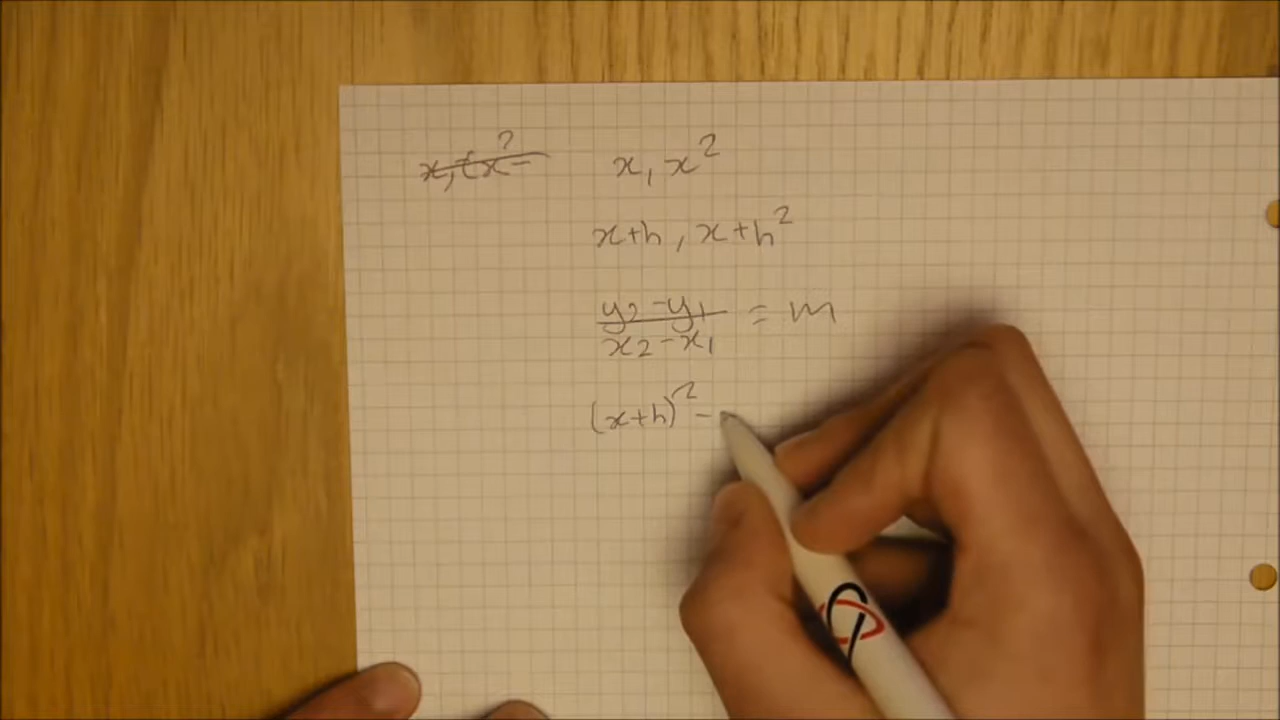 x, x²
x+h, x+h²
y₂-y₁/x₂-x₁ = m
(x+h)² -